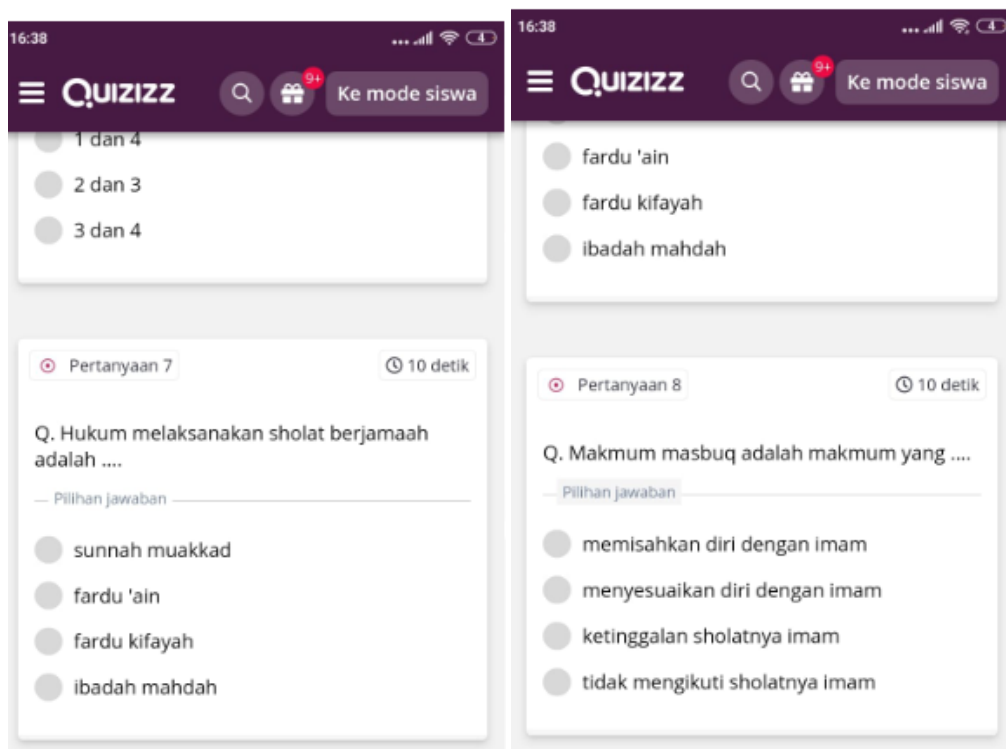 16:38
4
Quizizz
9+
Ke mode siswa
1 dan 4
2 dan 3
3 dan 4
Pertanyaan 7
10 detik
Q. Hukum melaksanakan sholat berjamaah
adalah ....
Pilihan jawaban
sunnah muakkad
fardu 'ain
fardu kifayah
ibadah mahdah
16:38
4
Quizizz
9+
Ke mode siswa
fardu 'ain
fardu kifayah
ibadah mahdah
Pertanyaan 8
10 detik
Q. Makmum masbuq adalah makmum yang ....
Pilihan jawaban
memisahkan diri dengan imam
menyesuaikan diri dengan imam
ketinggalan sholatnya imam
tidak mengikuti sholatnya imam